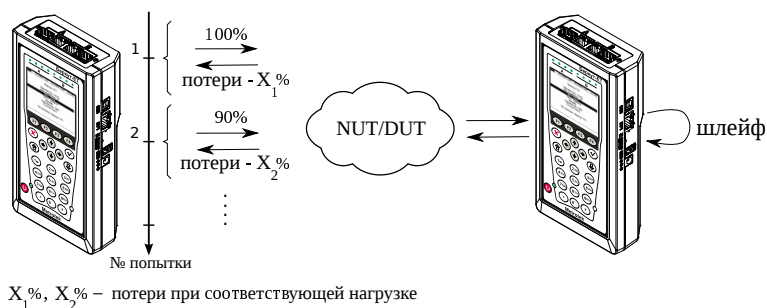 1
100%
потери - X1%
2
90%
потери - X2%
NUT/DUT
шлейф
№ попытки
X1%, X2% – потери при соответствующей нагрузке